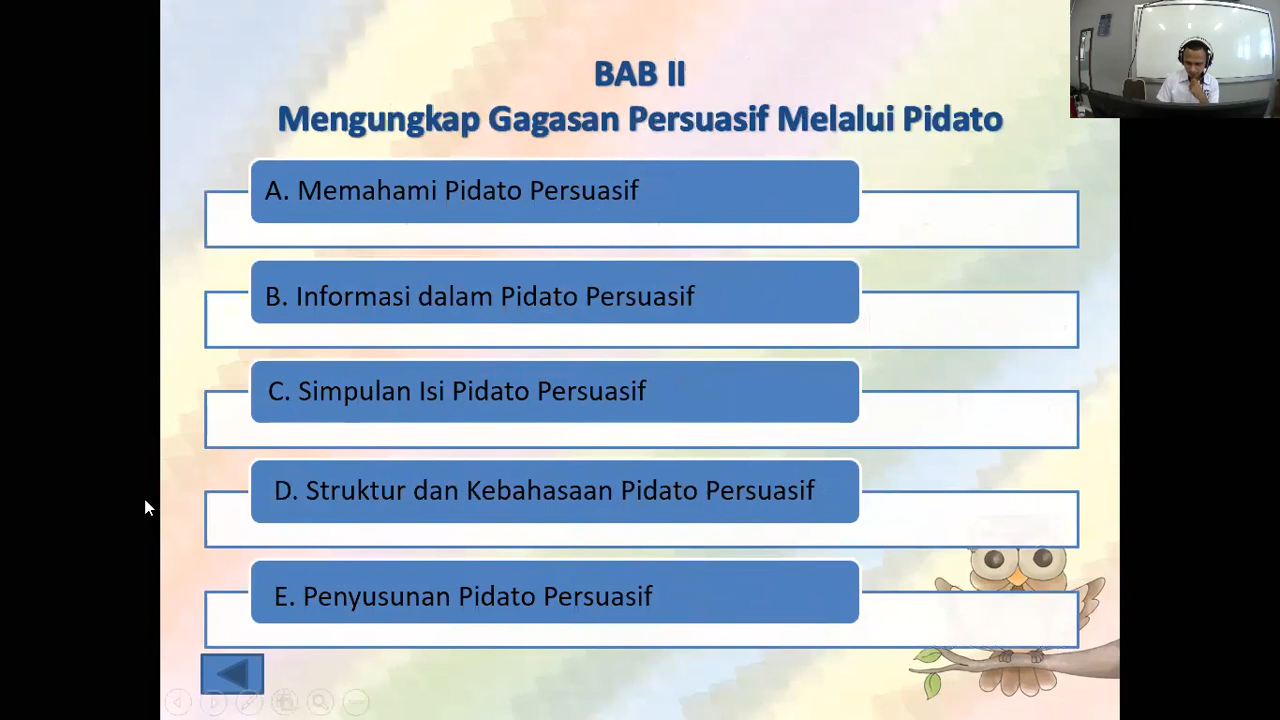 BAB II
Mengungkap Gagasan Persuasif Melalui Pidato
A. Memahami Pidato Persuasif
B. Informasi dalam Pidato Persuasif
C. Simpulan Isi Pidato Persuasif
D. Struktur dan Kebahasaan Pidato Persuasif
E. Penyusunan Pidato Persuasif